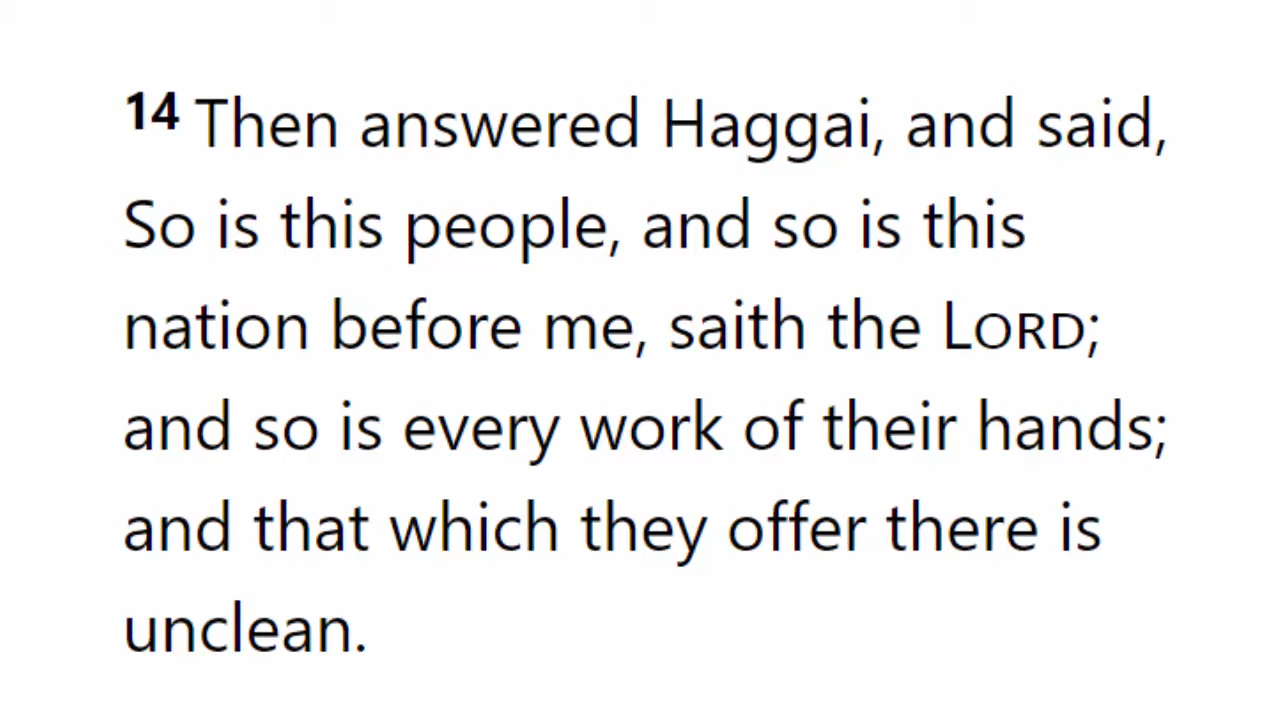 14 Then answered Haggai, and said,
So is this people, and so is this
nation before me, saith the LORD;
and so is every work of their hands;
and that which they offer there is
unclean.